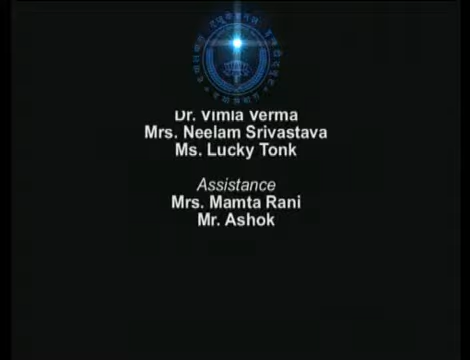 Dr. Vimla Verma
Mrs. Neelam Srivastava
Ms. Lucky Tonk
Assistance
Mrs. Mamta Rani
Mr. Ashok